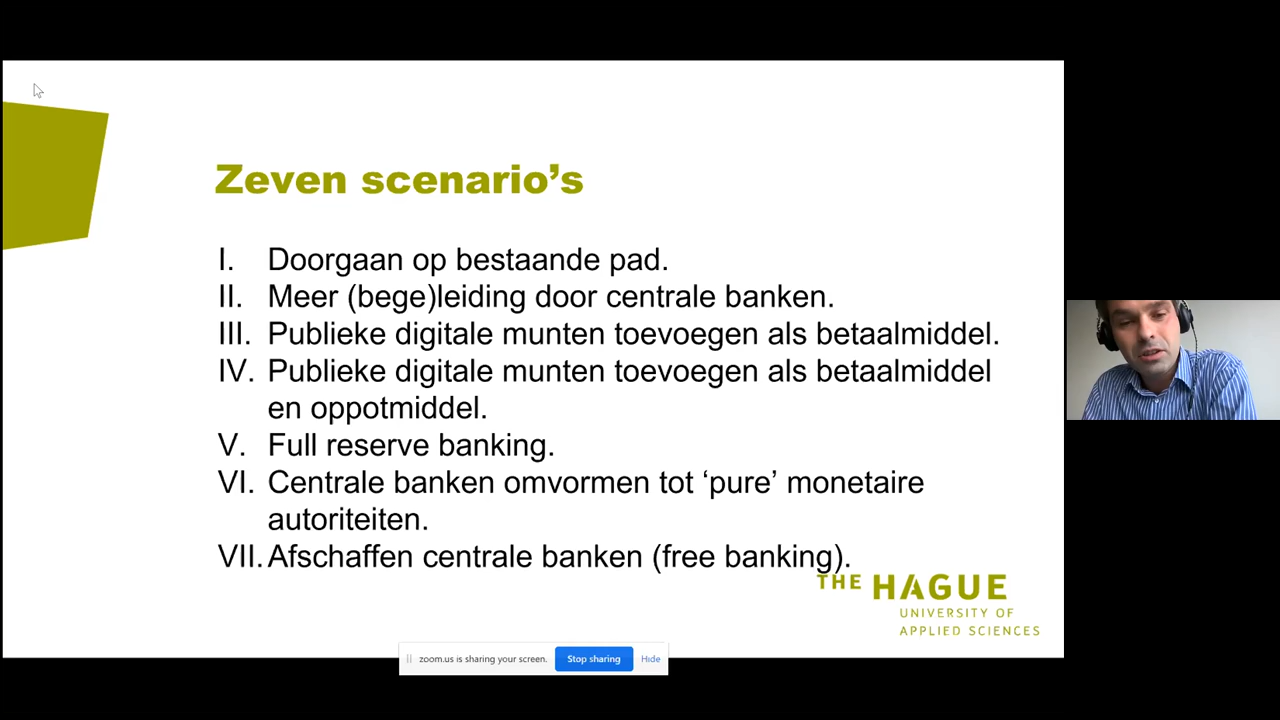 Zeven scenario’s
I. Doorgaan op bestaande pad.
II. Meer (bege)leiding door centrale banken.
III. Publieke digitale munten toevoegen als betaalmiddel.
IV. Publieke digitale munten toevoegen als betaalmiddel
en oppotmiddel.
V. Full reserve banking.
VI. Centrale banken omvormen tot ‘pure’ monetaire
autoriteiten.
VII. Afschaffen centrale banken (free banking).
THE HAGUE
UNIVERSITY OF
APPLIED SCIENCES
zoom.us is sharing your screen. Stop sharing Hide